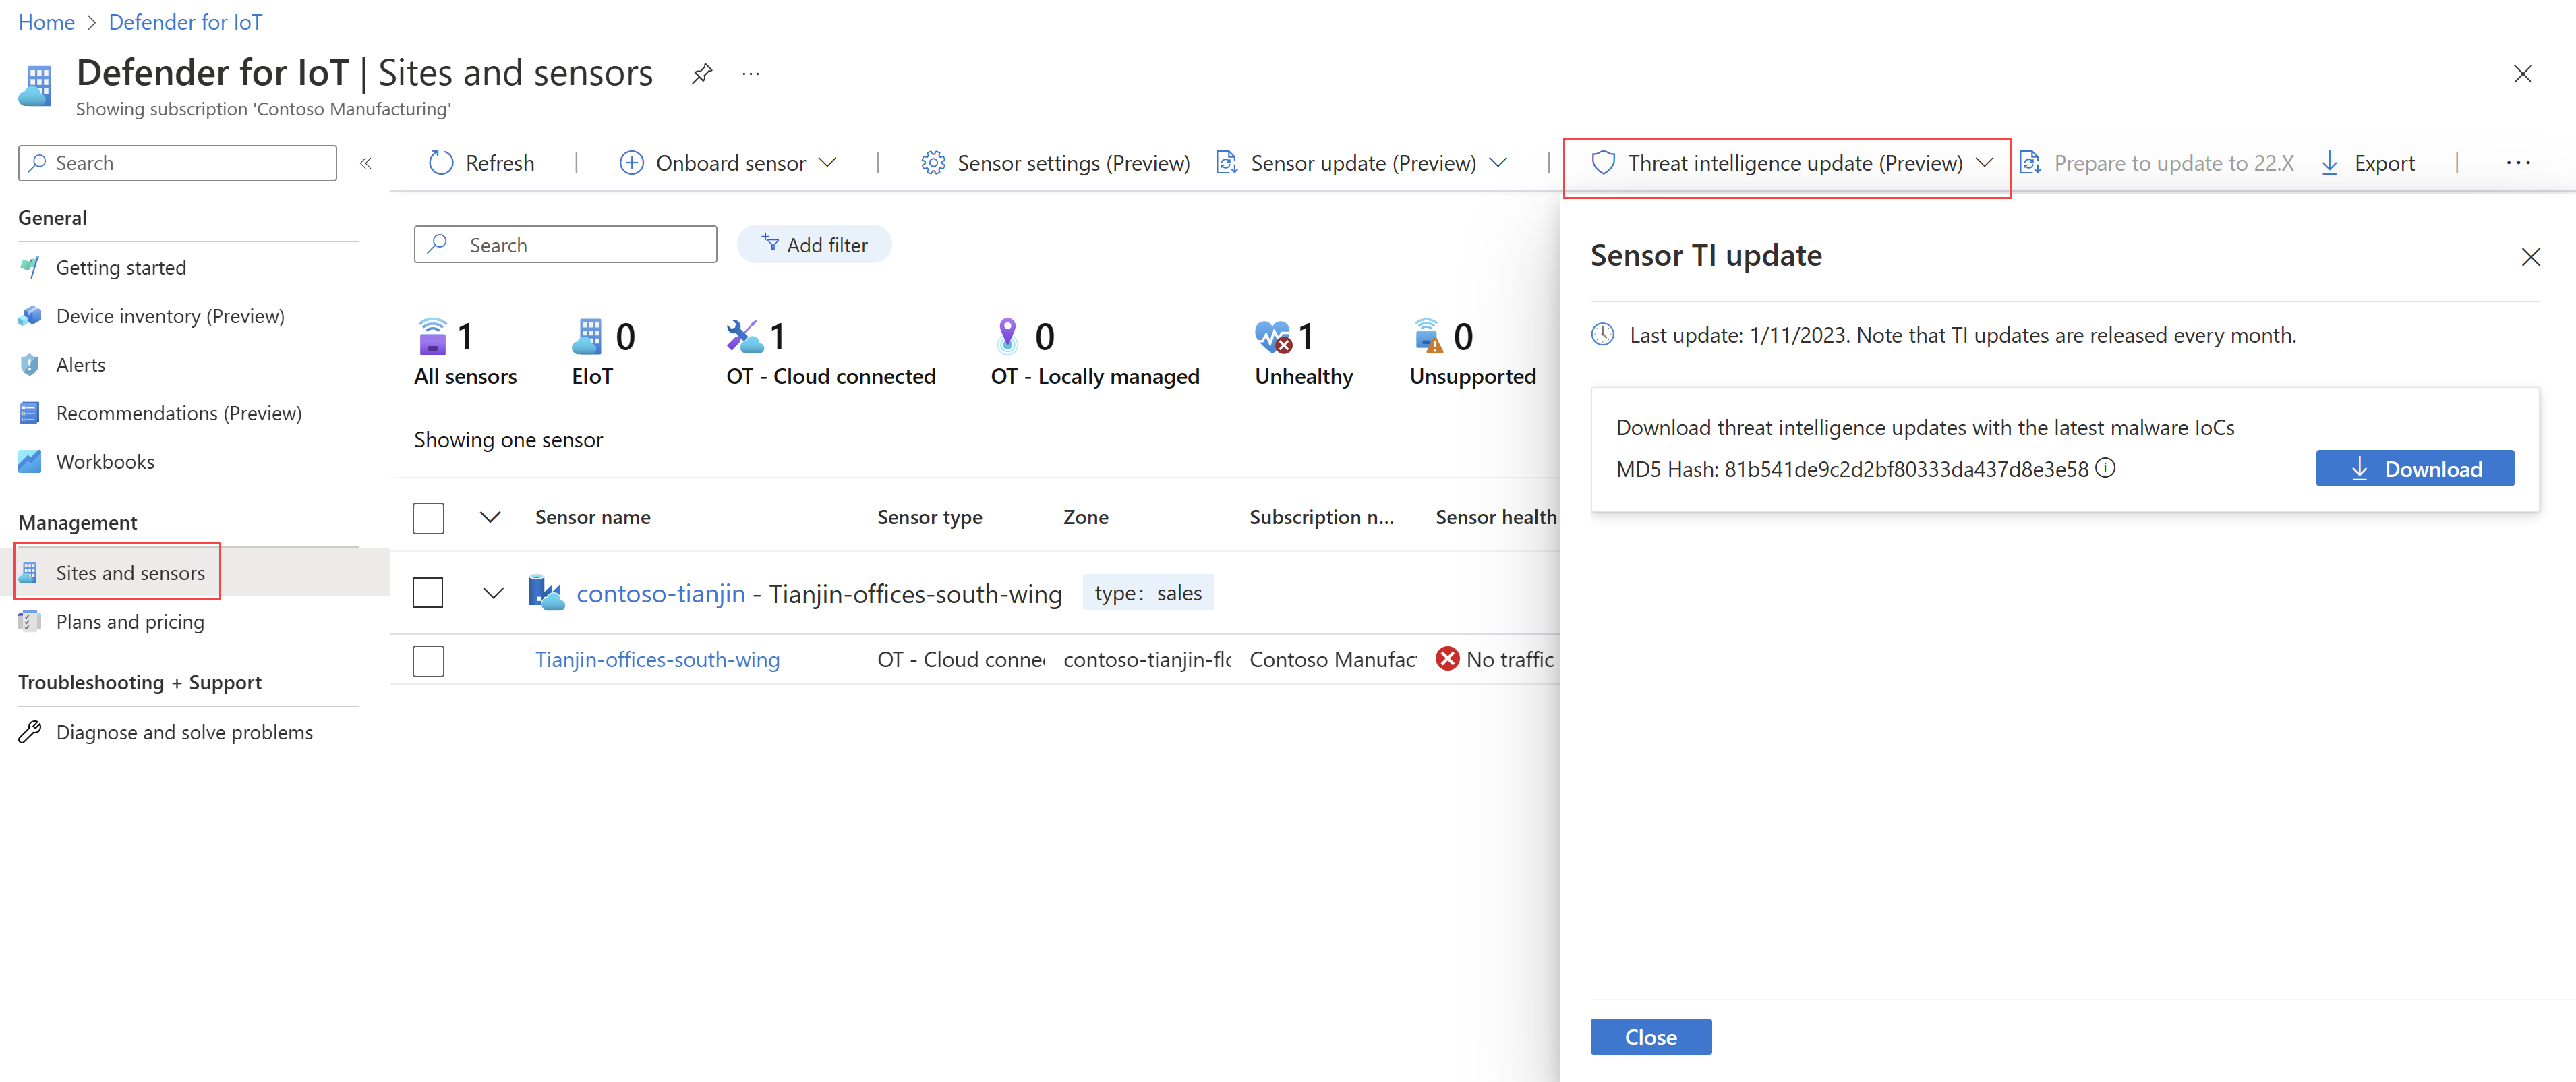 Home > Defender for IoT
Defender for IoT | Sites and sensors
Showing subscription 'Contoso Manufacturing'
Search
General
Getting started
Device inventory (Preview)
Alerts
Recommendations (Preview)
Workbooks
Management
Sites and sensors
Plans and pricing
Troubleshooting + Support
Diagnose and solve problems
Refresh | Onboard sensor | Sensor settings (Preview) Sensor update (Preview) | Threat intelligence update (Preview) Prepare to update to 22.X Export |
Search Add filter
1 0 1 0 1 0
All sensors EIoT OT - Cloud connected OT - Locally managed Unhealthy Unsupported
Showing one sensor
Sensor name Sensor type Zone Subscription n... Sensor health
contoso-tianjin - Tianjin-offices-south-wing type: sales
Tianjin-offices-south-wing OT - Cloud conne contoso-tianjin-flo Contoso Manufac No traffic
Sensor TI update
Last update: 1/11/2023. Note that TI updates are released every month.
Download threat intelligence updates with the latest malware IoCs
MD5 Hash: 81b541de9c2d2bf80333da437d8e3e58 Download
Close